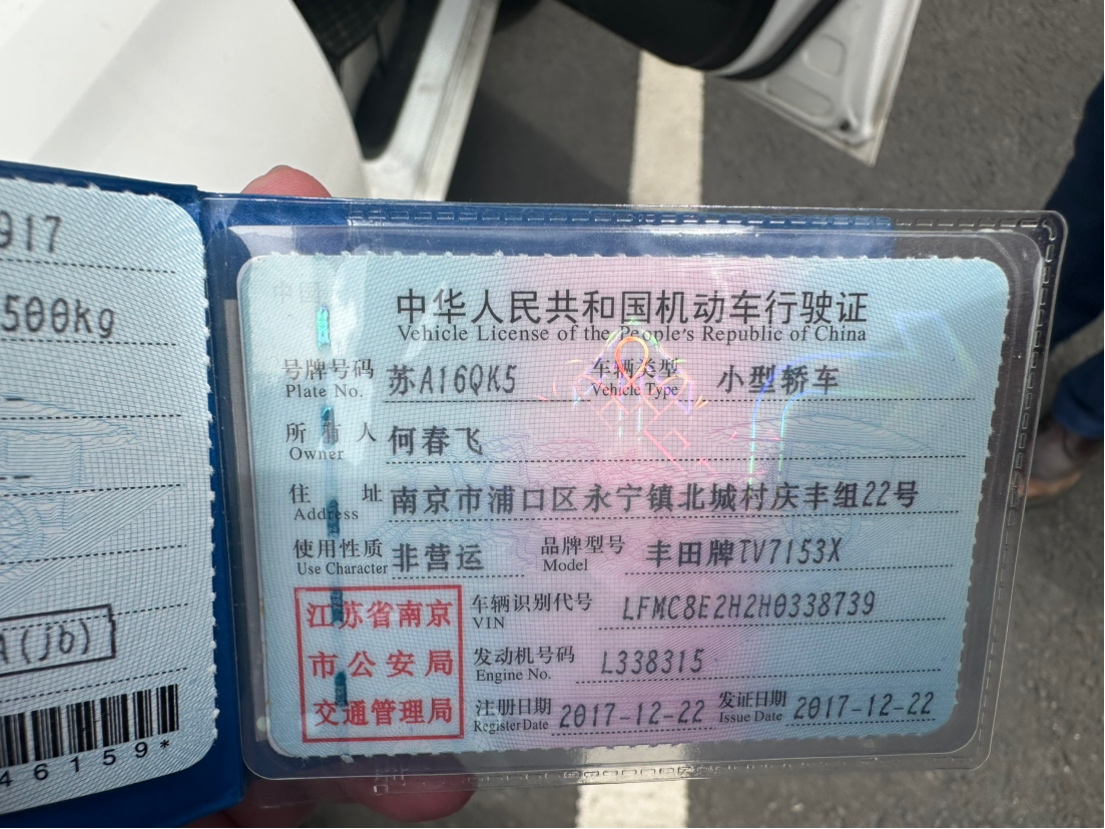 917
500kg
A(jb)
46159*
中华人民共和国机动车行驶证
Vehicle License of the People's Republic of China
号牌号码 苏A16QK5 车辆类型 小型轿车
Plate No. Vehicle Type
所有人 何春飞
Owner
住址 南京市浦口区永宁镇北城村庆丰组22号
Address
使用性质 非营运 品牌型号 丰田牌TV7153X
Use Character Model
江苏省南京
市公安局
交通管理局
车辆识别代号 LFMC8E2H2H0338739
VIN
发动机号码 L338315
Engine No.
注册日期 2017-12-22 发证日期 2017-12-22
Register Date Issue Date